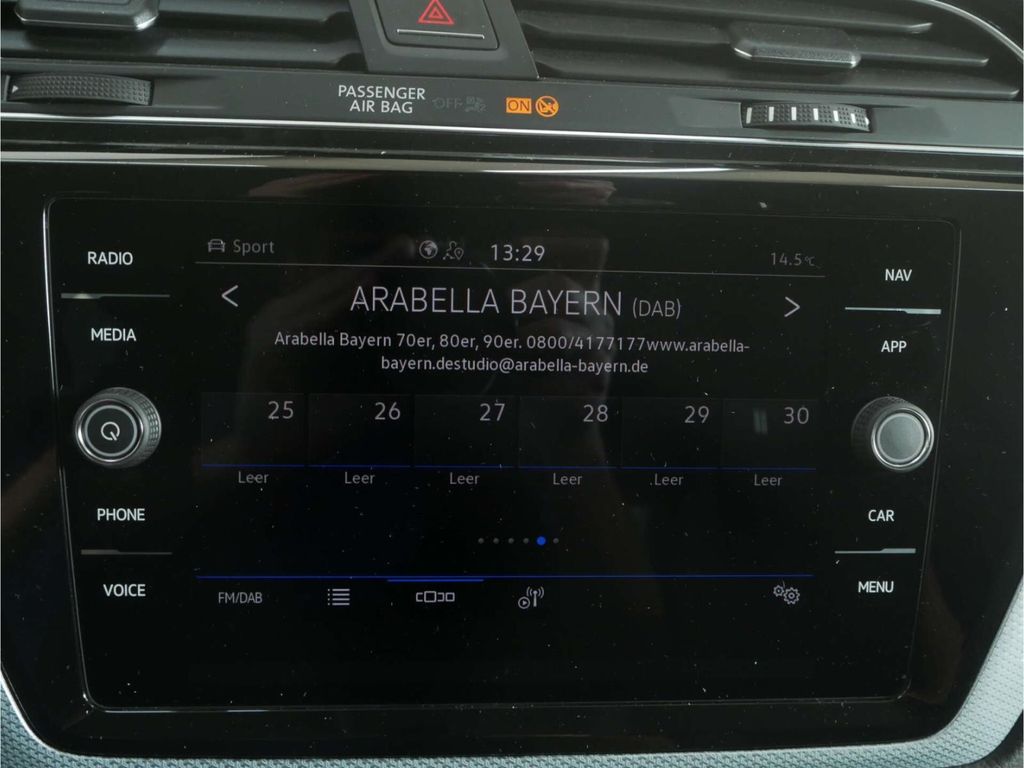 PASSENGER
AIR BAG OFF ON
Sport 13:29 14.5°C
RADIO
NAV
ARABELLA BAYERN (DAB)
MEDIA
APP
Arabella Bayern 70er, 80er, 90er. 0800/4177177www.arabella-
bayern.destudio@arabella-bayern.de
25 26 27 28 29 30
Leer Leer Leer Leer Leer Leer
PHONE
CAR
VOICE
MENU
FM/DAB